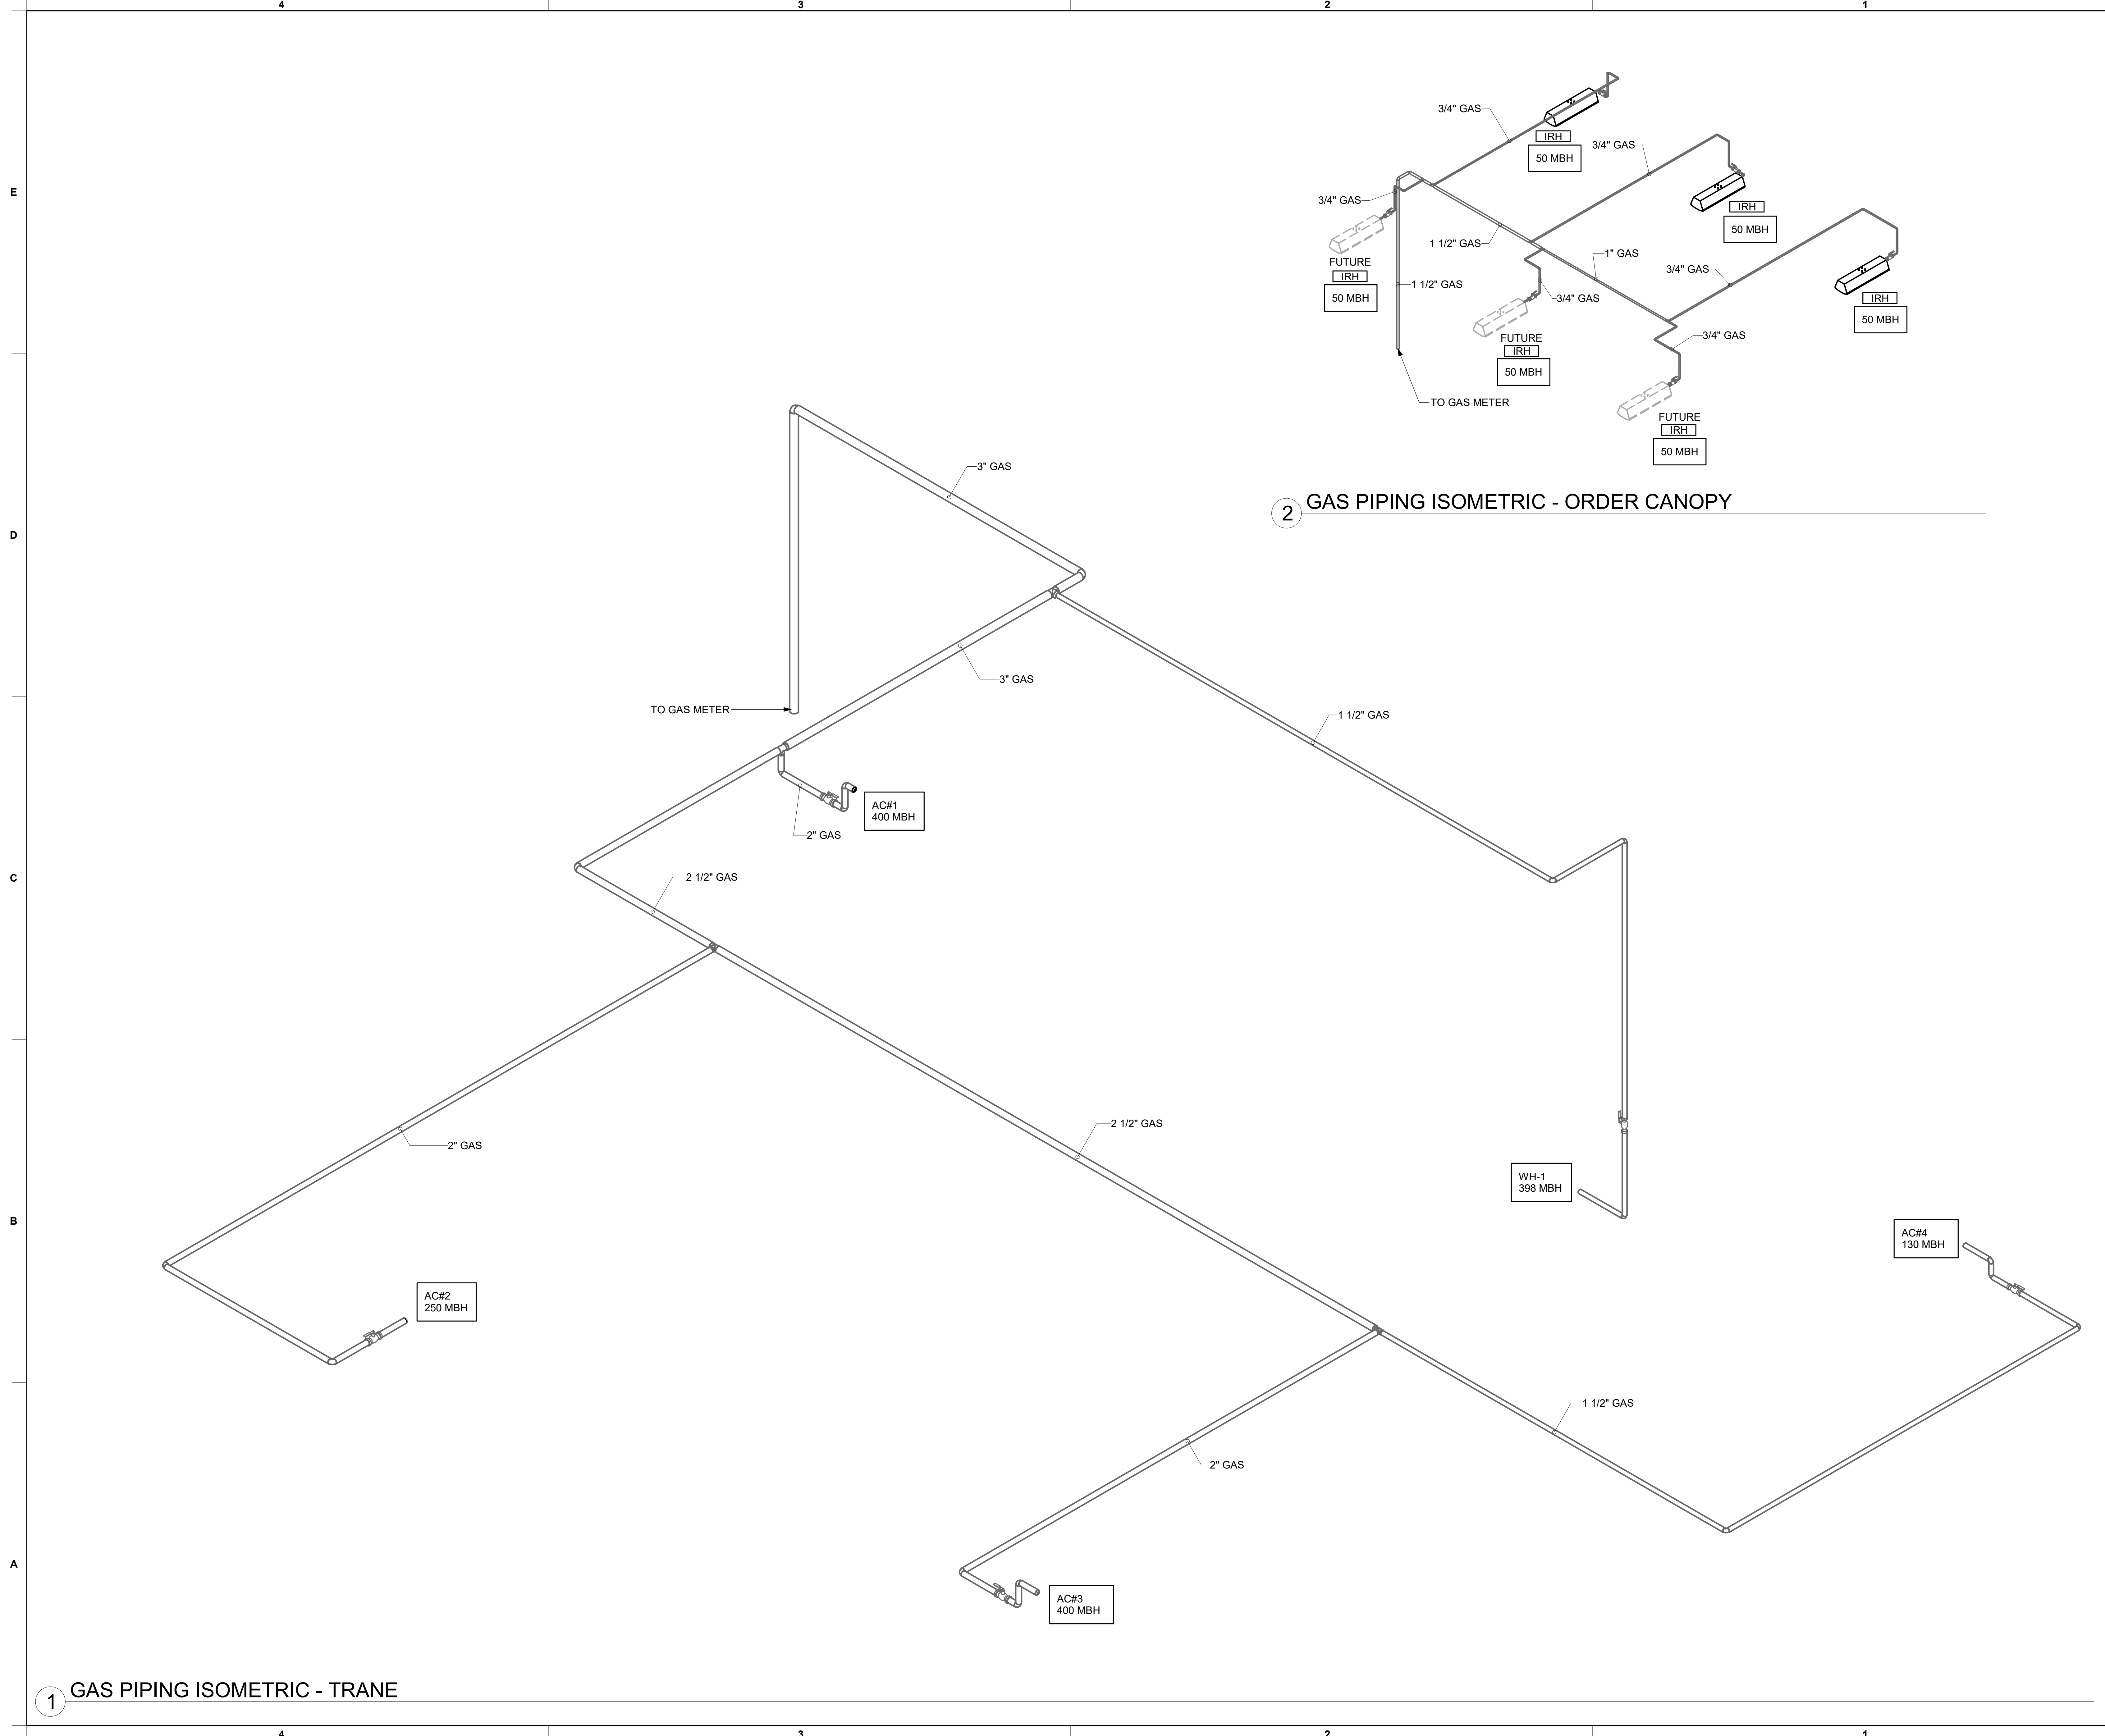 4 3 2 1
E
D
C
B
A
3/4" GAS
IRH
50 MBH
3/4" GAS
IRH
50 MBH
3/4" GAS
FUTURE
IRH
50 MBH
1 1/2" GAS
1 1/2" GAS
1" GAS
3/4" GAS
IRH
50 MBH
3/4" GAS
FUTURE
IRH
50 MBH
3/4" GAS
FUTURE
IRH
50 MBH
TO GAS METER
2 GAS PIPING ISOMETRIC - ORDER CANOPY
3" GAS
3" GAS
TO GAS METER
1 1/2" GAS
AC#1
400 MBH
2" GAS
2 1/2" GAS
2 1/2" GAS
2" GAS
WH-1
398 MBH
AC#4
130 MBH
AC#2
250 MBH
1 1/2" GAS
2" GAS
AC#3
400 MBH
1 GAS PIPING ISOMETRIC - TRANE
4 3 2 1